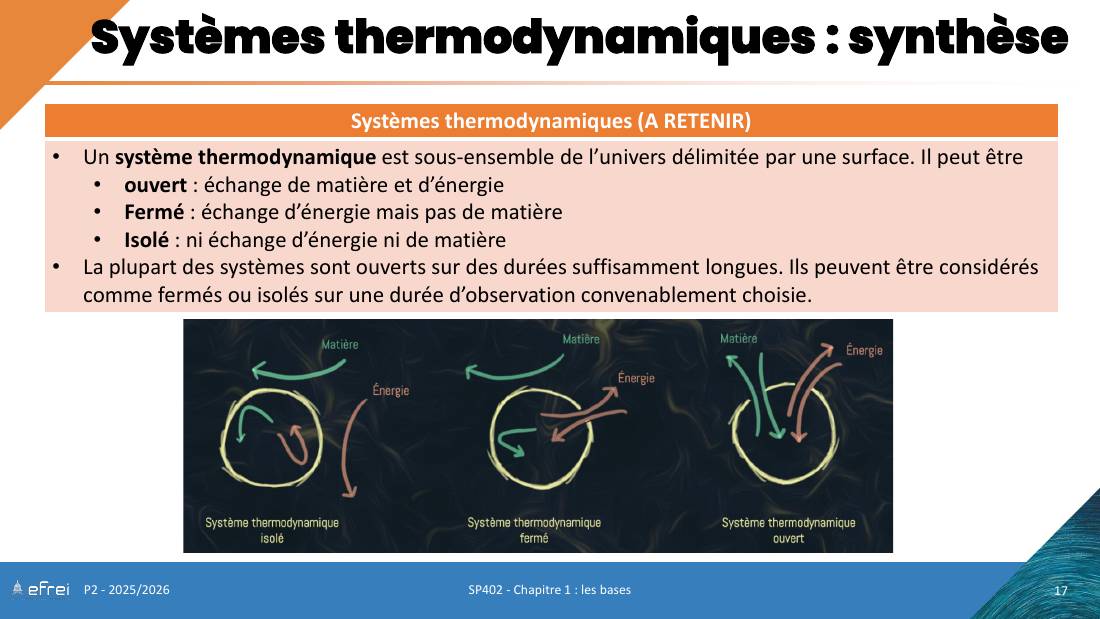 Systèmes thermodynamiques : synthèse
Systèmes thermodynamiques (A RETENIR)
• Un système thermodynamique est sous-ensemble de l’univers délimitée par une surface. Il peut être
• ouvert : échange de matière et d’énergie
• Fermé : échange d’énergie mais pas de matière
• Isolé : ni échange d’énergie ni de matière
• La plupart des systèmes sont ouverts sur des durées suffisamment longues. Ils peuvent être considérés
comme fermés ou isolés sur une durée d’observation convenablement choisie.
Matière
Énergie
Système thermodynamique
isolé
Matière
Énergie
Système thermodynamique
fermé
Matière
Énergie
Système thermodynamique
ouvert
efrei
P2 - 2025/2026
SP402 - Chapitre 1 : les bases
17